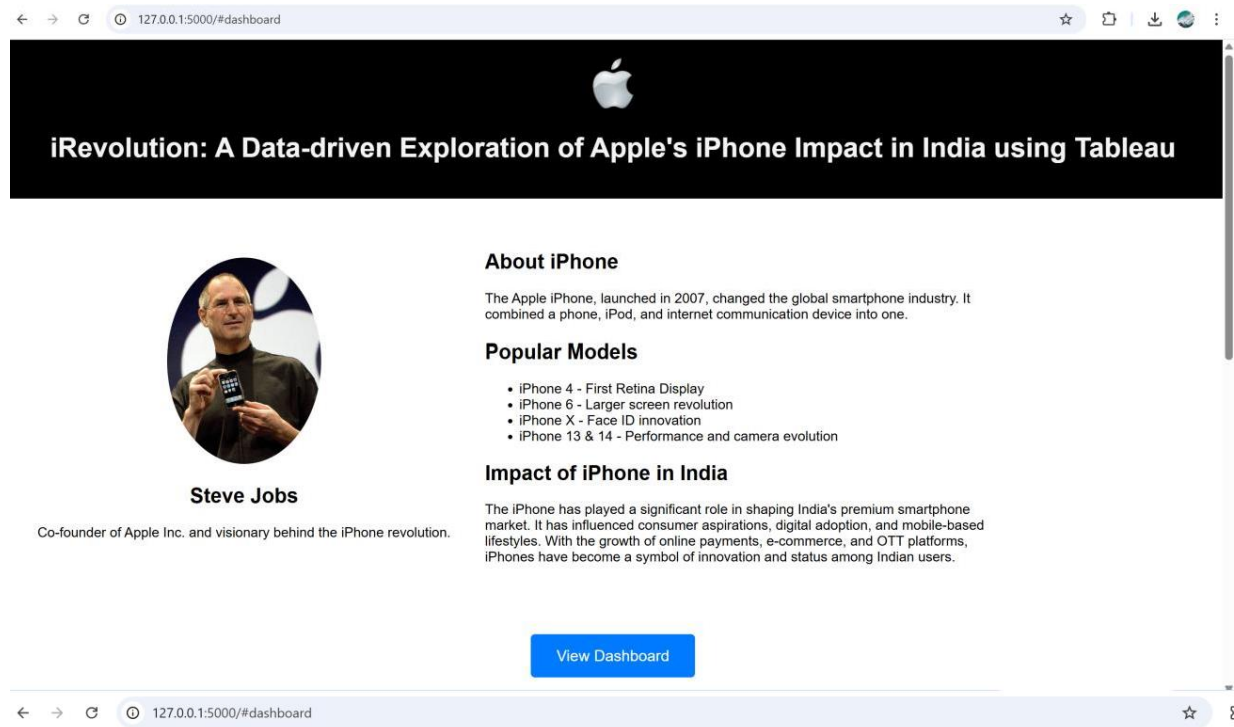 127.0.0.1:5000/#dashboard
iRevolution: A Data-driven Exploration of Apple's iPhone Impact in India using Tableau
About iPhone
The Apple iPhone, launched in 2007, changed the global smartphone industry. It
combined a phone, iPod, and internet communication device into one.
Popular Models
• iPhone 4 - First Retina Display
• iPhone 6 - Larger screen revolution
• iPhone X - Face ID innovation
• iPhone 13 & 14 - Performance and camera evolution
Impact of iPhone in India
The iPhone has played a significant role in shaping India's premium smartphone
market. It has influenced consumer aspirations, digital adoption, and mobile-based
lifestyles. With the growth of online payments, e-commerce, and OTT platforms,
iPhones have become a symbol of innovation and status among Indian users.
Steve Jobs
Co-founder of Apple Inc. and visionary behind the iPhone revolution.
View Dashboard
127.0.0.1:5000/#dashboard